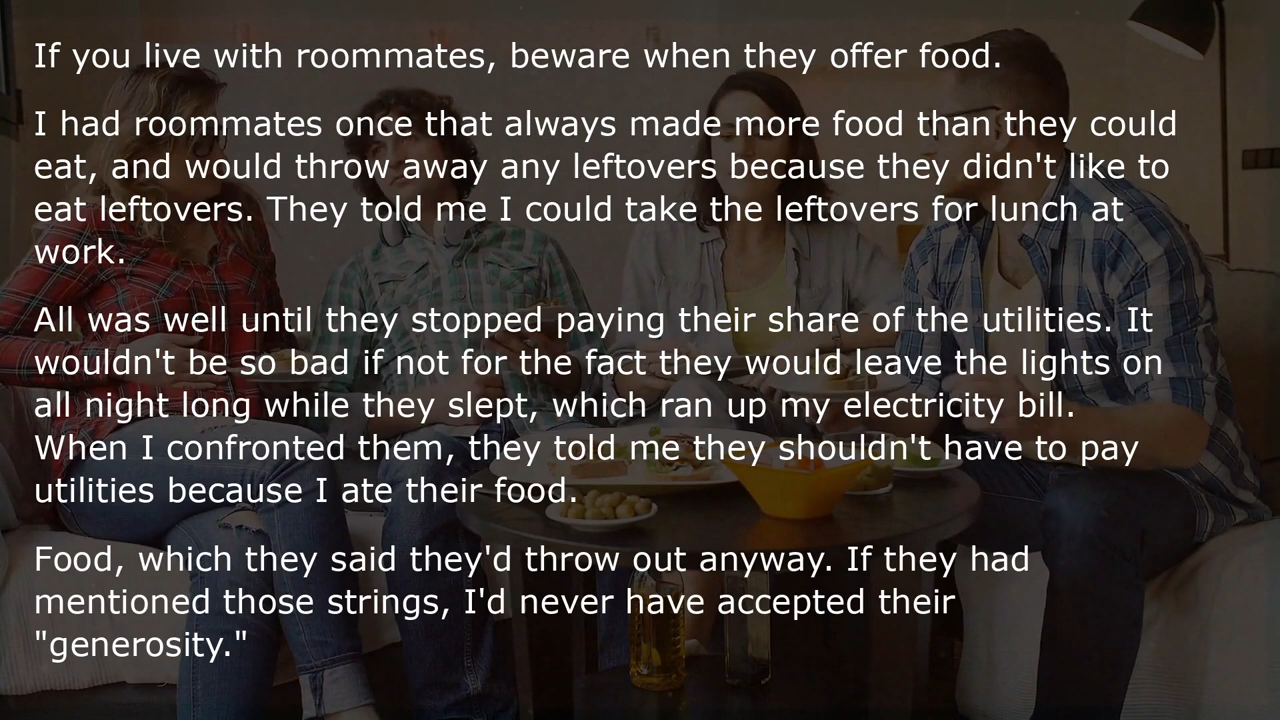 If you live with roommates, beware when they offer food.
I had roommates once that always made more food than they could
eat, and would throw away any leftovers because they didn't like to
eat leftovers. They told me I could take the leftovers for lunch at
work.
All was well until they stopped paying their share of the utilities. It
wouldn't be so bad if not for the fact they would leave the lights on
all night long while they slept, which ran up my electricity bill.
When I confronted them, they told me they shouldn't have to pay
utilities because I ate their food.
Food, which they said they'd throw out anyway. If they had
mentioned those strings, I'd never have accepted their
"generosity."